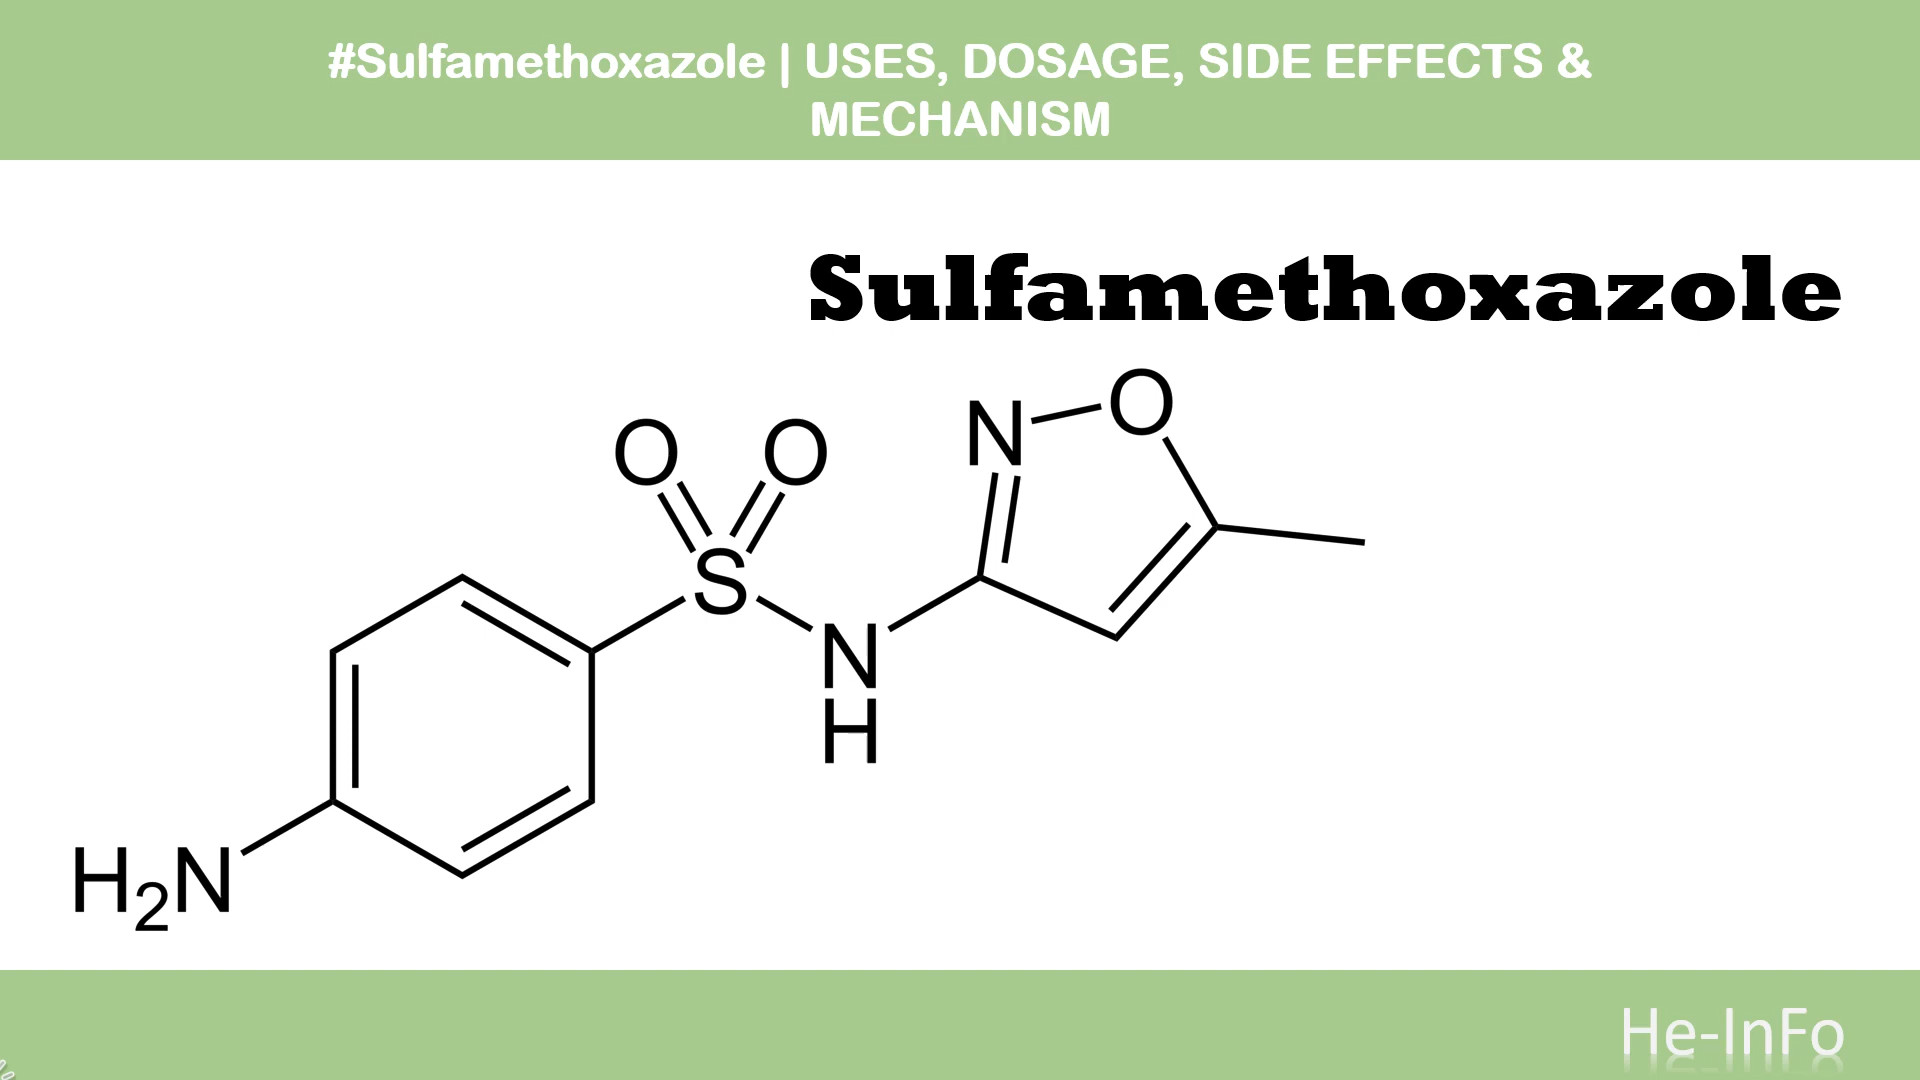 #Sulfamethoxazole | USES, DOSAGE, SIDE EFFECTS &
MECHANISM
Sulfamethoxazole
N O
O O
S
N
H
H2N
He-InFo